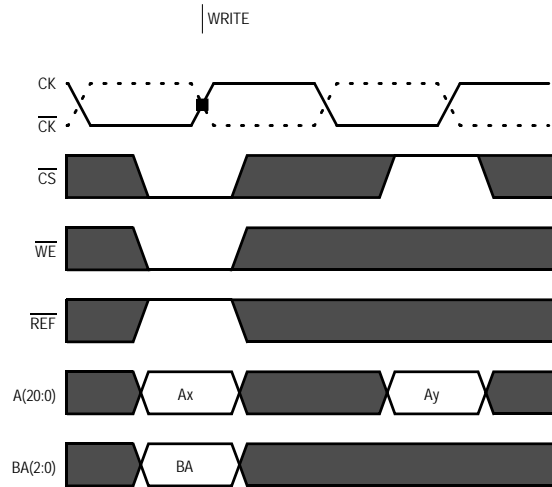 WRITE
CK
CK
CS
WE
REF
A(20:0) Ax Ay
BA(2:0) BA